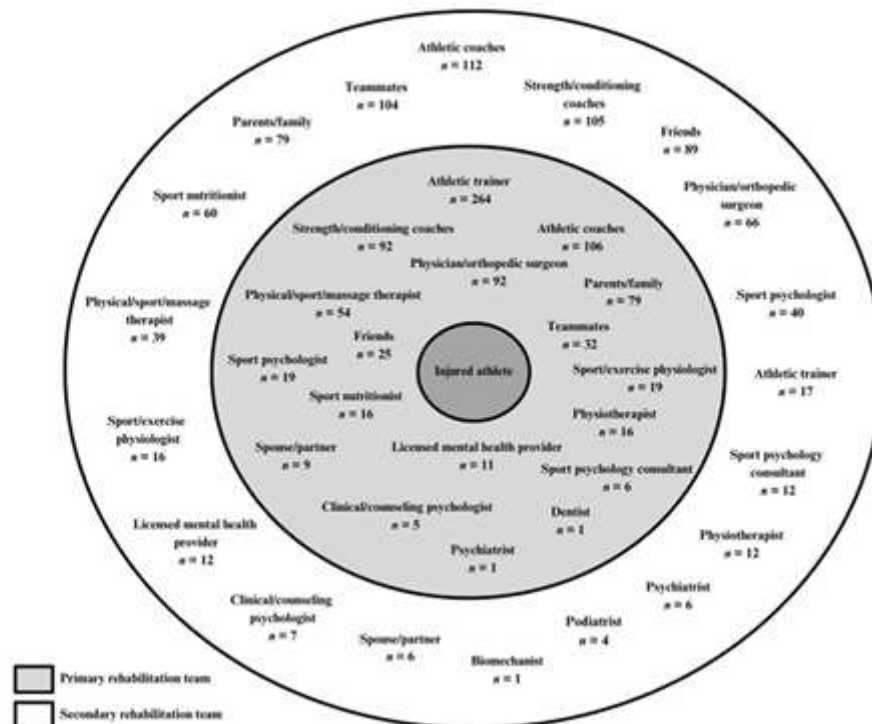 Athletic coaches
n = 112
Teammates
n = 104
Strength/conditioning
coaches
n = 105
Parents/family
n = 79
Friends
n = 89
Sport nutritionist
n = 60
Physician/orpopedic
surgeon
n = 66
Athletic trainer
n = 264
Strength/conditioning coaches
n = 92
Athletic coaches
n = 106
Physician/orthopedic surgeon
n = 92
Parents/family
n = 79
Physical/sport/massage therapist
n = 54
Physical/sport/massage
therapist
n = 39
Sport psychologist
n = 40
Teammates
n = 32
Friends
n = 25
Injured athlete
Sport psychologist
n = 19
Sport/exercise physiologist
n = 19
Athletic trainer
n = 17
Sport nutritionist
n = 16
Physiotherapist
n = 16
Sport/exercise
physiologist
n = 16
Spouse/partner
n = 9
Licensed mental health provider
n = 11
Sport psychology consultant
n = 6
Sport psychology
consultant
n = 12
Clinical/counseling psychologist
n = 5
Dentist
n = 1
Licensed mental health
provider
n = 12
Physiotherapist
n = 12
Psychiatrist
n = 1
Psychiatrist
n = 6
Clinical/counseling
psychologist
n = 7
Podiatrist
n = 4
Spouse/partner
n = 6
Biomechanist
n = 1
Primary rehabilitation team
Secondary rehabilitation team